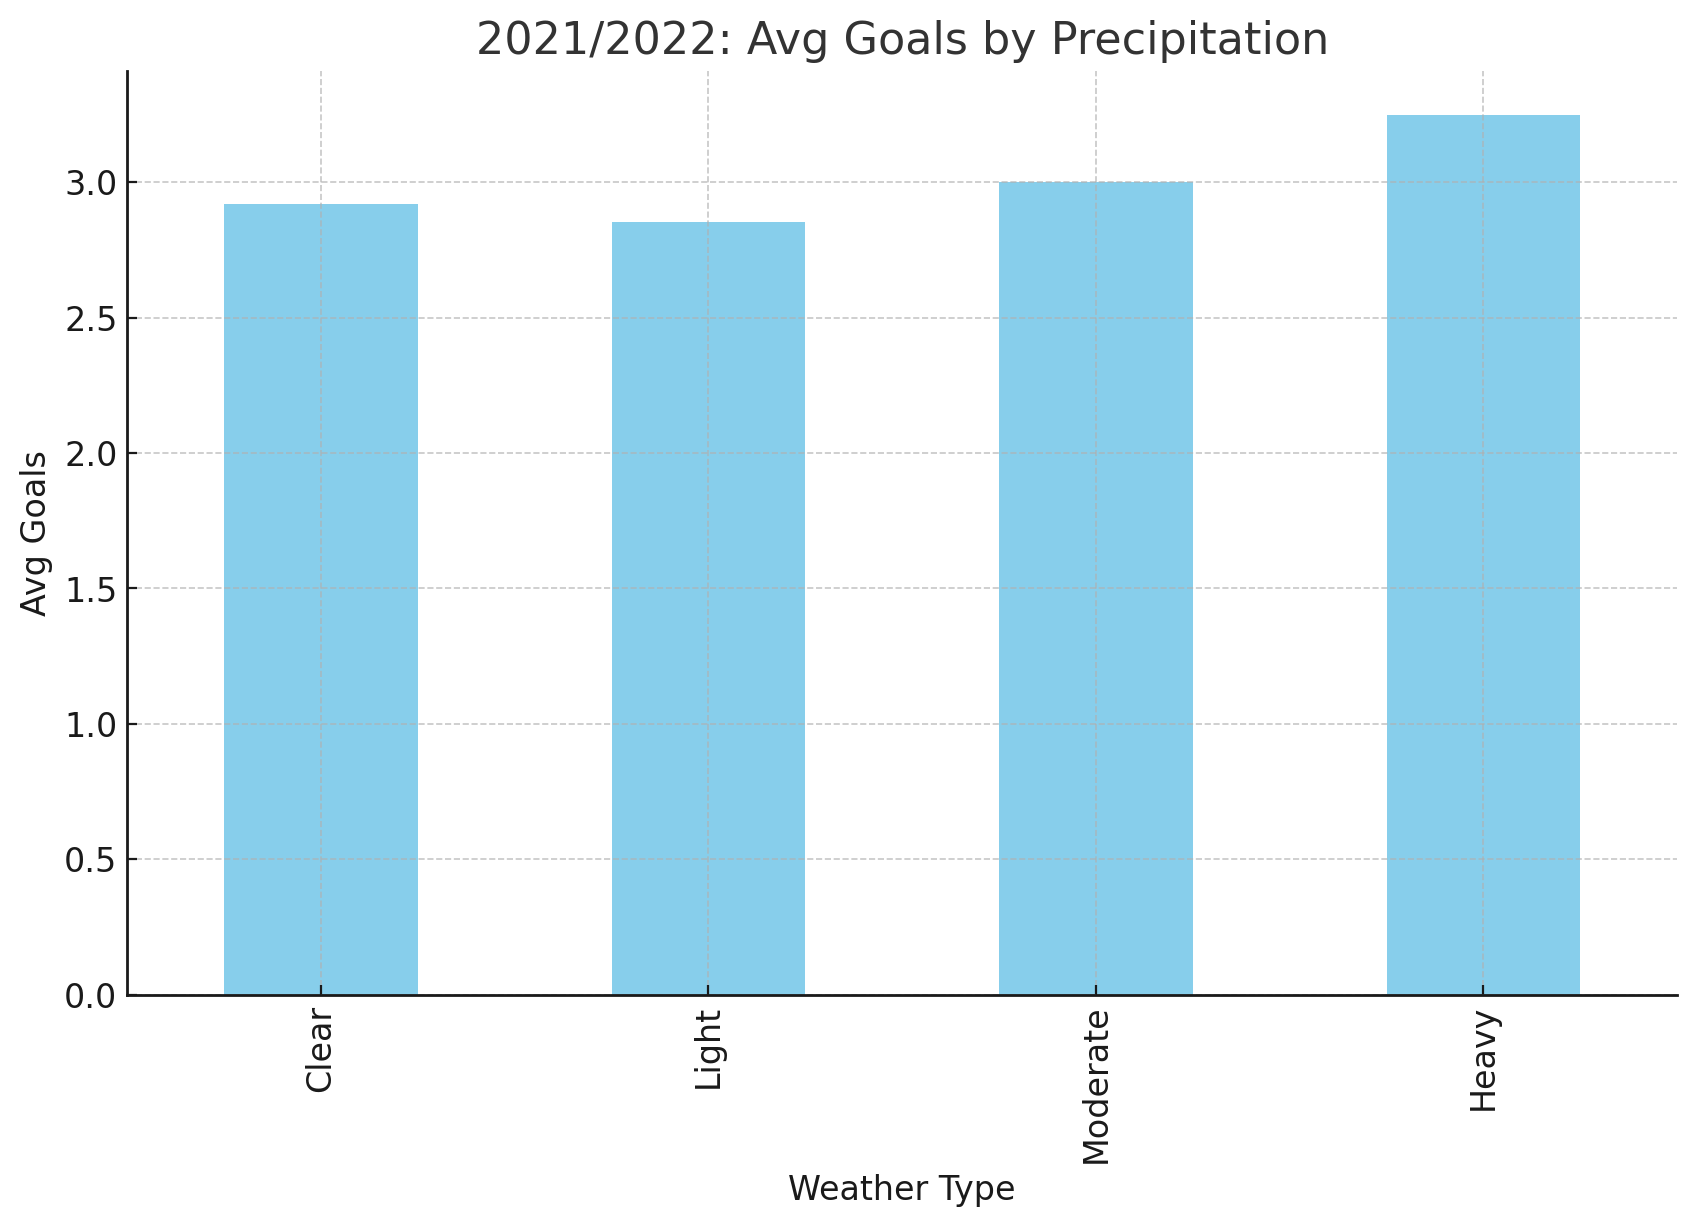 2021/2022: Avg Goals by Precipitation
Avg Goals
3.0
2.5
2.0
1.5
1.0
0.5
0.0
Clear
Light
Moderate
Heavy
Weather Type